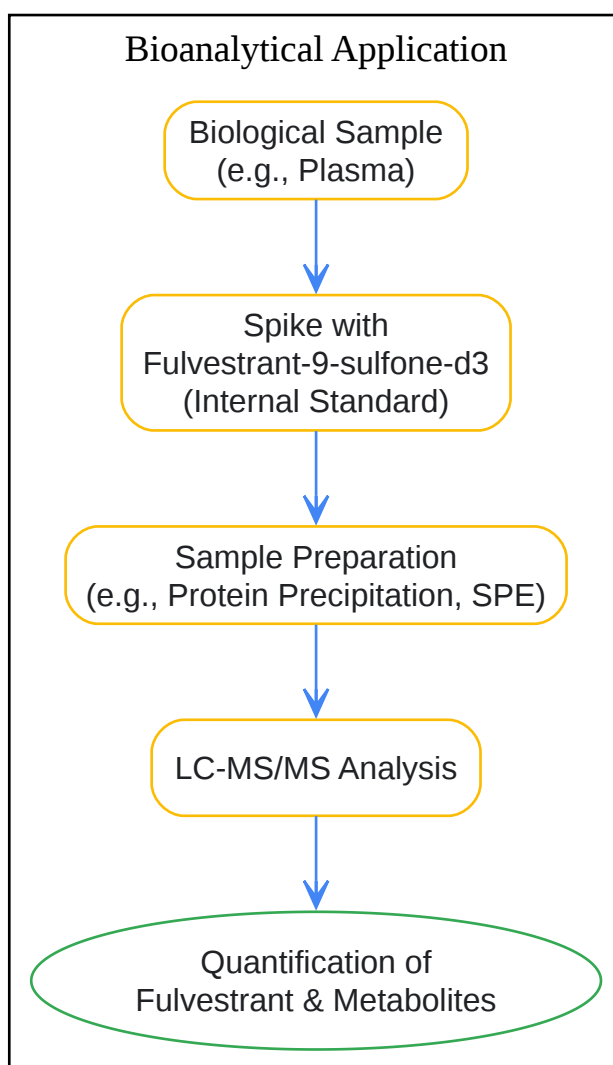 Bioanalytical Application
Biological Sample
(e.g., Plasma)
Spike with
Fulvestrant-9-sulfone-d3
(Internal Standard)
Sample Preparation
(e.g., Protein Precipitation, SPE)
LC-MS/MS Analysis
Quantification of
Fulvestrant & Metabolites